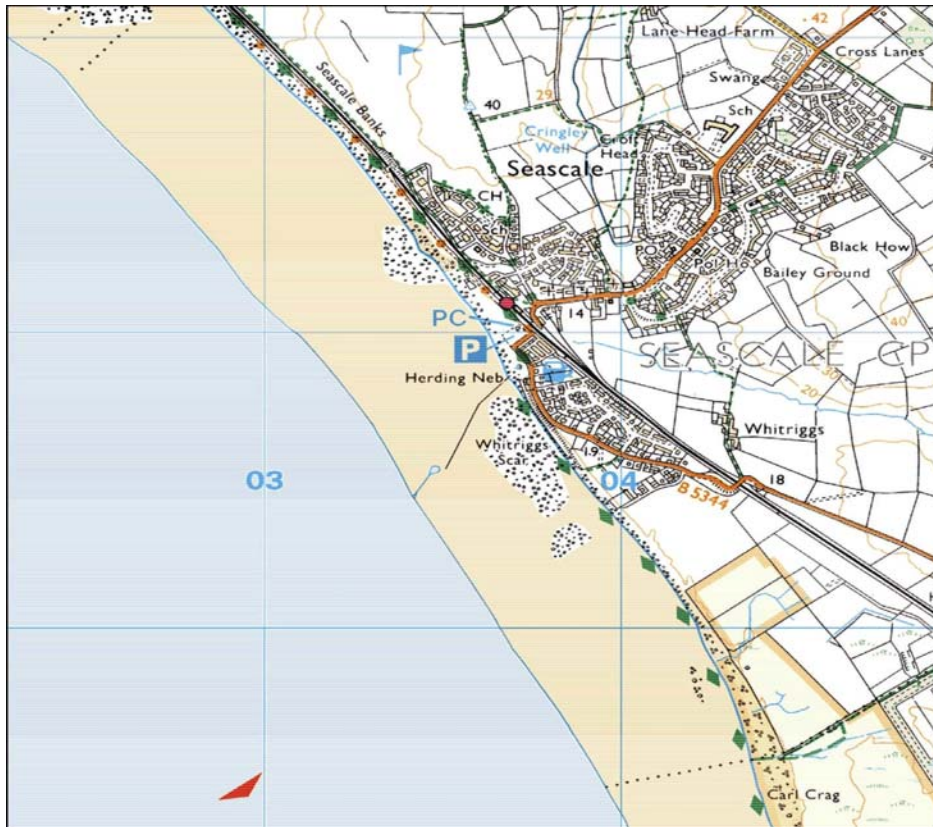 42
Lane Head Farm
Cross Lanes
Swang
Seascale Banks
40
29
Sch
Cringley
Well
Croft
Head
Seascale
CH
Sch
PO
Pol Ho
Black How
Bailey Ground
14
40
PC
P
SEASCALE CP
30
20
Herding Neb
Whitriggs
Whitriggs
Scar
19
03
04
18
B 5344
Carl Crag